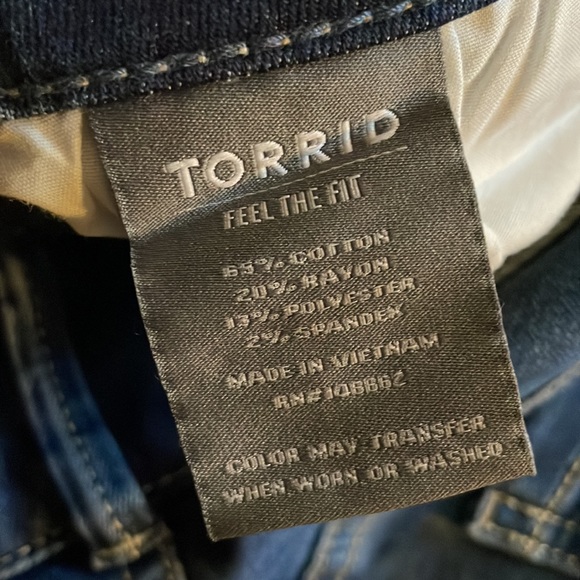 TORRID
FEEL THE FIT
65% COTTON
20% RAYON
13% POLYESTER,
2% SPANDEX
MADE IN VIETNAM
RN#148662
COLOR MAY TRANSFER
WHEN WORN OR WASHED